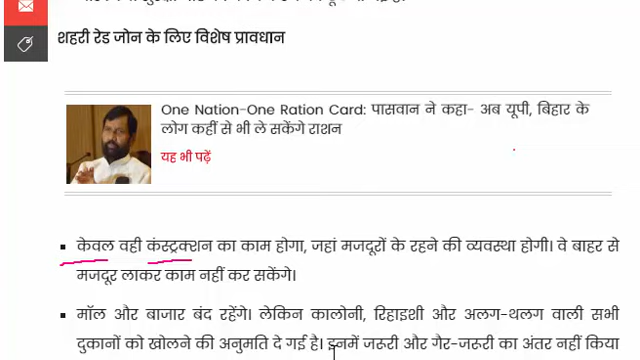 शहरी रेड जोन के लिए विशेष प्रावधान
One Nation-One Ration Card: पासवान ने कहा- अब यूपी, बिहार के
लोग कहीं से भी ले सकेंगे राशन
यह भी पढ़ें
केवल वही कंस्ट्रक्शन का काम होगा, जहां मजदूरों के रहने की व्यवस्था होगी। वे बाहर से
मजदूर लाकर काम नहीं कर सकेंगे।
मॉल और बाजार बंद रहेंगे। लेकिन कालोनी, रिहाइशी और अलग-थलग वाली सभी
दुकानों को खोलने की अनुमति दे गई है। इनमें जरूरी और गैर-जरूरी का अंतर नहीं किया